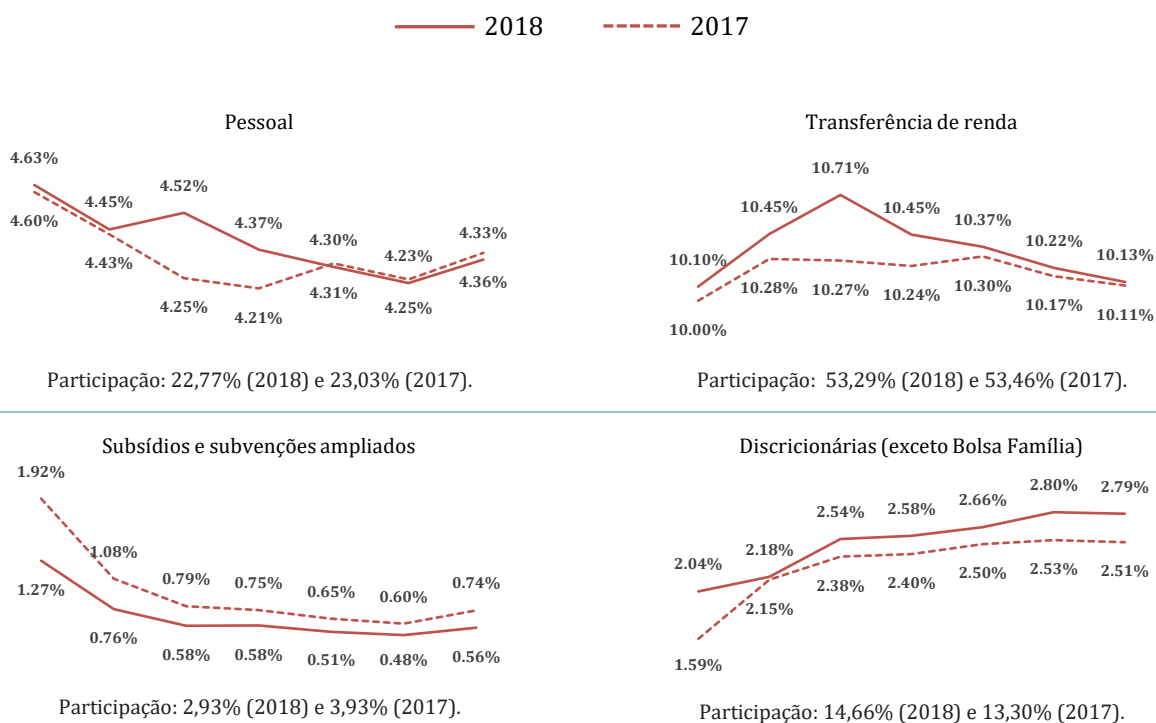 2018 2017
Pessoal
4.63% 4.45% 4.52% 4.37% 4.30% 4.23% 4.33%
4.60% 4.43% 4.25% 4.21% 4.31% 4.25% 4.36%
Participação: 22,77% (2018) e 23,03% (2017).
Transferência de renda
10.10% 10.45% 10.71% 10.45% 10.37% 10.22% 10.13%
10.00% 10.28% 10.27% 10.24% 10.30% 10.17% 10.11%
Participação: 53,29% (2018) e 53,46% (2017).
Subsídios e subvenções ampliados
1.92% 1.08% 0.79% 0.75% 0.65% 0.60% 0.74%
1.27% 0.76% 0.58% 0.58% 0.51% 0.48% 0.56%
Participação: 2,93% (2018) e 3,93% (2017).
Discricionárias (exceto Bolsa Família)
2.04% 2.18% 2.54% 2.58% 2.66% 2.80% 2.79%
1.59% 2.15% 2.38% 2.40% 2.50% 2.53% 2.51%
Participação: 14,66% (2018) e 13,30% (2017).